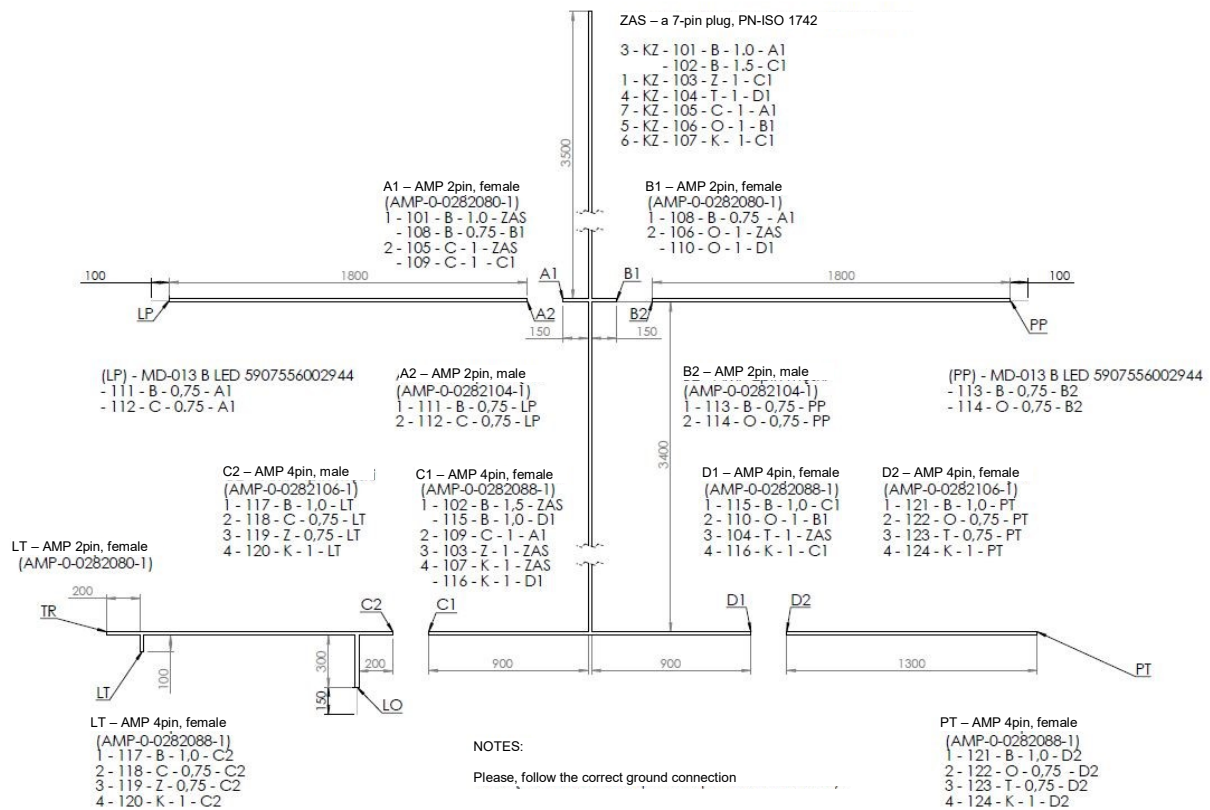 ZAS – a 7-pin plug, PN-ISO 1742
3 - KZ - 101 - B - 1.0 - A1
- 102 - B - 1.5 - C1
1 - KZ - 103 - Z - 1 - C1
4 - KZ - 104 - T - 1 - D1
7 - KZ - 105 - C - 1 - A1
5 - KZ - 106 - O - 1 - B1
6 - KZ - 107 - K - 1 - C1
3500
A1 – AMP 2pin, female
(AMP-0-0282080-1)
1 - 101 - B - 1.0 - ZAS
- 108 - B - 0.75 - B1
2 - 105 - C - 1 - ZAS
- 109 - C - 1 - C1
B1 – AMP 2pin, female
(AMP-0-0282080-1)
1 - 108 - B - 0.75 - A1
2 - 106 - O - 1 - ZAS
- 110 - O - 1 - D1
100
1800
A1
B1
1800
100
LP
A2
150
150
B2
PP
(LP) - MD-013 B LED 5907556002944
- 111 - B - 0,75 - A1
- 112 - C - 0.75 - A1
A2 – AMP 2pin, male
(AMP-0-0282104-1)
1 - 111 - B - 0,75 - LP
2 - 112 - C - 0,75 - LP
B2 – AMP 2pin, male
(AMP-0-0282104-1)
1 - 113 - B - 0,75 - PP
2 - 114 - O - 0,75 - PP
(PP) - MD-013 B LED 5907556002944
- 113 - B - 0,75 - B2
- 114 - O - 0,75 - B2
3400
C2 – AMP 4pin, male
(AMP-0-0282106-1)
1 - 117 - B - 1,0 - LT
2 - 118 - C - 0,75 - LT
3 - 119 - Z - 0,75 - LT
4 - 120 - K - 1 - LT
C1 – AMP 4pin, female
(AMP-0-0282088-1)
1 - 102 - B - 1,5 - ZAS
- 115 - B - 1,0 - D1
2 - 109 - C - 1 - A1
3 - 103 - Z - 1 - ZAS
4 - 107 - K - 1 - ZAS
- 116 - K - 1 - D1
D1 – AMP 4pin, female
(AMP-0-0282088-1)
1 - 115 - B - 1,0 - C1
2 - 110 - O - 1 - B1
3 - 104 - T - 1 - ZAS
4 - 116 - K - 1 - C1
D2 – AMP 4pin, female
(AMP-0-0282106-1)
1 - 121 - B - 1,0 - PT
2 - 122 - O - 0,75 - PT
3 - 123 - T - 0,75 - PT
4 - 124 - K - 1 - PT
LT – AMP 2pin, female
(AMP-0-0282080-1)
200
TR
C2
C1
D1
D2
LT
100
300
200
150
LO
900
900
1300
PT
LT – AMP 4pin, female
(AMP-0-0282088-1)
1 - 117 - B - 1,0 - C2
2 - 118 - C - 0,75 - C2
3 - 119 - Z - 0,75 - C2
4 - 120 - K - 1 - C2
NOTES:
Please, follow the correct ground connection
PT – AMP 4pin, female
(AMP-0-0282088-1)
1 - 121 - B - 1,0 - D2
2 - 122 - O - 0,75 - D2
3 - 123 - T - 0,75 - D2
4 - 124 - K - 1 - D2